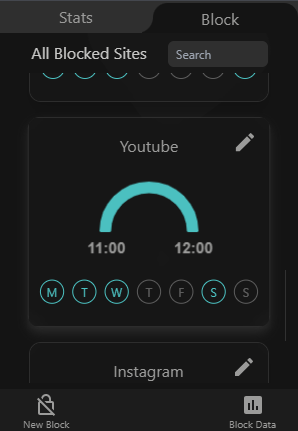 Stats Block
All Blocked Sites Search
Youtube
11:00 12:00
M T W T F S S
Instagram
New Block Block Data